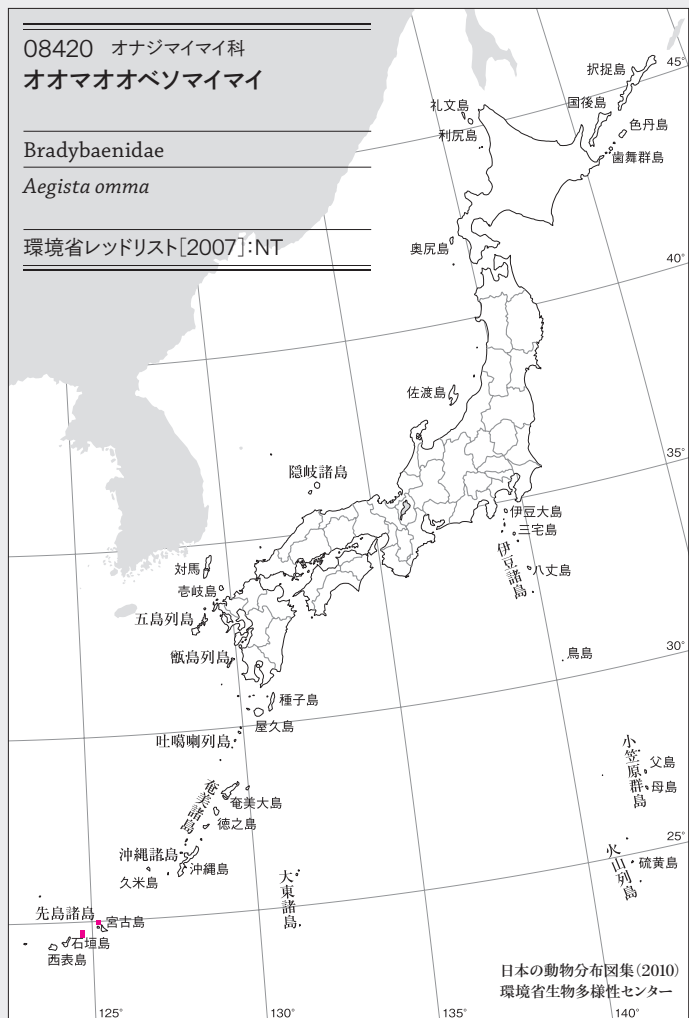 08420 オナジマイマイ科
オオマオオベソマイマイ
Bradybaenidae
Aegista omma
環境省レッドリスト[2007]:NT
45°
択捉島
礼文島
国後島
色丹島
利尻島
歯舞群島
奥尻島
40°
佐渡島
35°
隠岐諸島
伊豆大島
三宅島
伊豆諸島
八丈島
対馬
壱岐島
五島列島
甑島列島
鳥島
30°
種子島
屋久島
吐噶喇列島
小笠原群島
父島
母島
奄美諸島
奄美大島
徳之島
25°
沖縄諸島
沖縄島
久米島
大東諸島
火山列島
硫黄島
先島諸島
宮古島
石垣島
西表島
日本の動物分布図集(2010)
環境省生物多様性センター
125°
130°
135°
140°